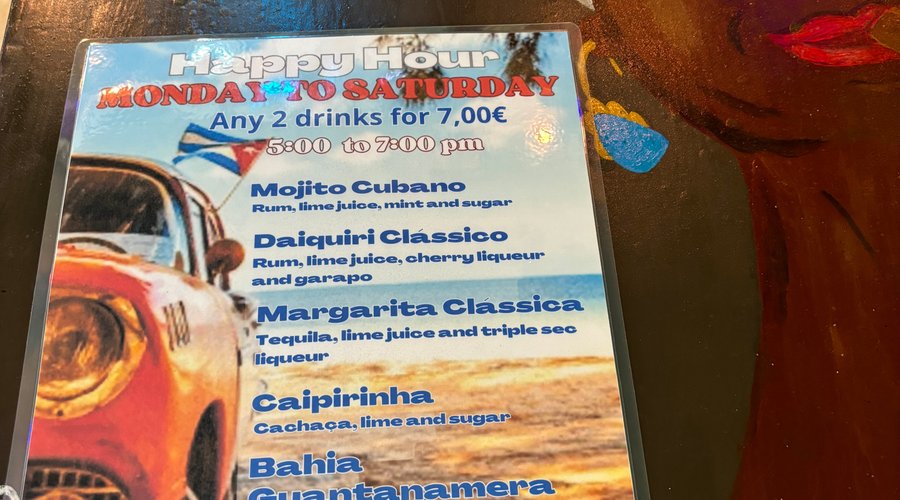 Happy Hour
MONDAY TO SATURDAY
Any 2 drinks for 7,00€
5:00 to 7:00 pm
Mojito Cubano
Rum, lime juice, mint and sugar
Daiquiri Clássico
Rum, lime juice, cherry liqueur
and garapo
Margarita Clássica
Tequila, lime juice and triple sec
liqueur
Caipirinha
Cachaça, lime and sugar
Bahia
Guantanamera